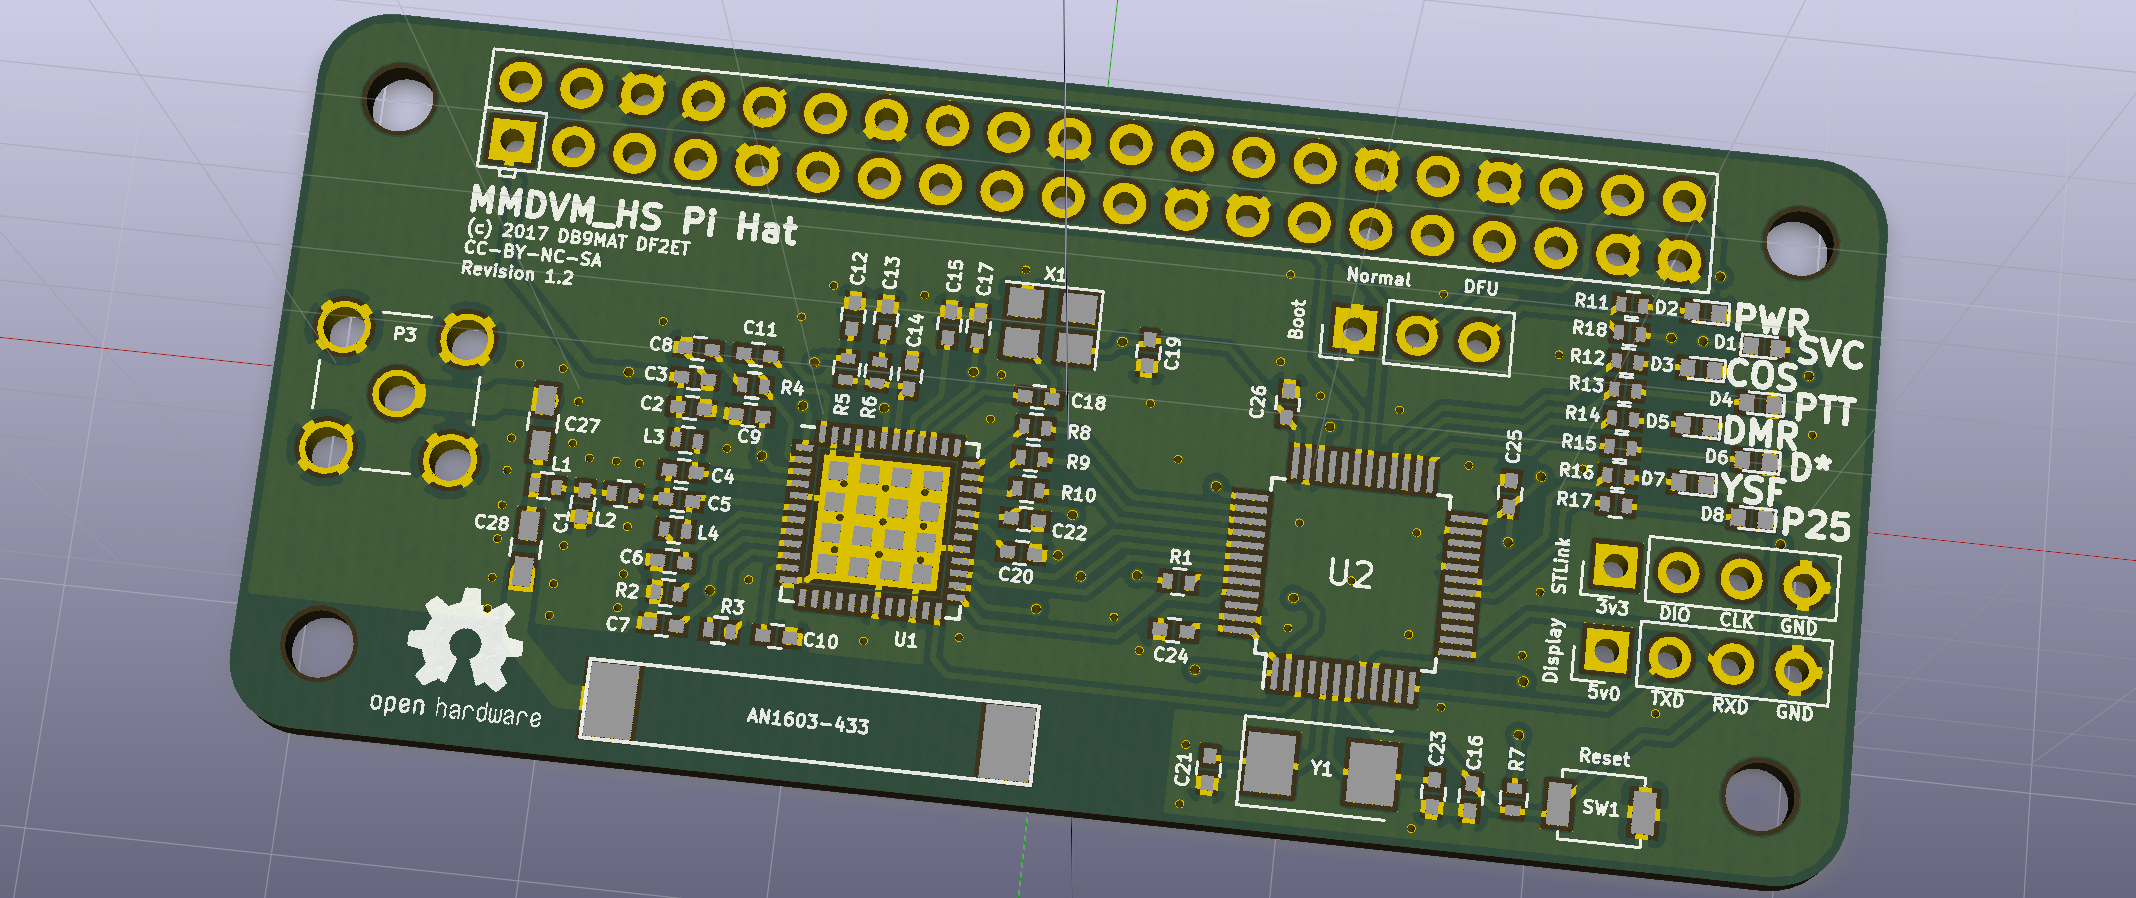 MMDVM_HS Pi Hat
(c) 2017 DB9MAT DF2ET
CC-BY-NC-SA
Revision 1.2
P3
C12
C13
C15
C17
X1
C14
C19
C8
C11
C3
R4
C2
C9
L3
C27
C4
L1
C5
C1
L2
C28
L4
C6
R2
C7
R3
C10
R5
R6
U1
C18
R8
R9
R10
C22
C20
Boot
Normal
DFU
C26
C25
R1
C24
U2
R11
D2
PWR
R18
D1
SVC
R12
D3
COS
R13
D4
PTT
R14
D5
DMR
R15
D6
D*
R16
D7
YSF
R17
D8
P25
STLink
3v3
DIO
CLK
GND
Display
5v0
TXD
RXD
GND
open hardware
AN1603-433
C21
Y1
C23
C16
R7
Reset
SW1